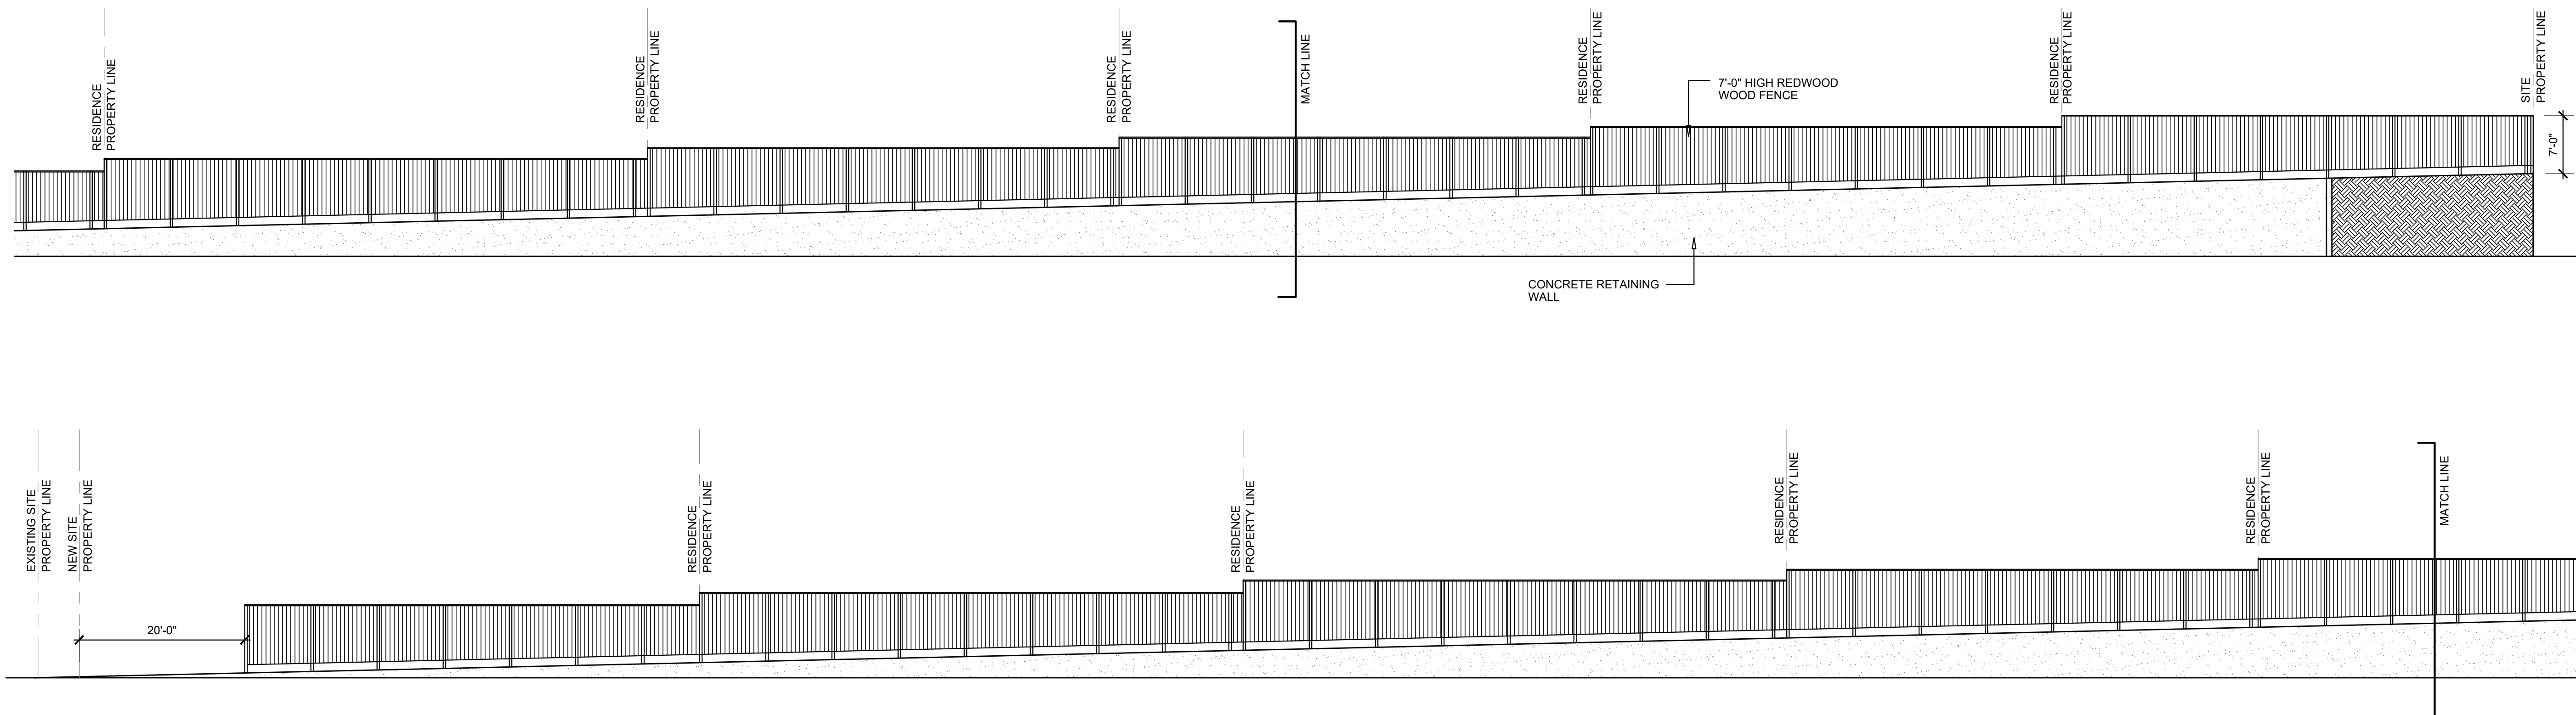 RESIDENCE
PROPERTY LINE
RESIDENCE
PROPERTY LINE
RESIDENCE
PROPERTY LINE
MATCH LINE
RESIDENCE
PROPERTY LINE
7'-0" HIGH REDWOOD
WOOD FENCE
RESIDENCE
PROPERTY LINE
SITE
PROPERTY LINE
7'-0"
CONCRETE RETAINING
WALL
EXISTING SITE
PROPERTY LINE
NEW SITE
PROPERTY LINE
20'-0"
RESIDENCE
PROPERTY LINE
RESIDENCE
PROPERTY LINE
RESIDENCE
PROPERTY LINE
RESIDENCE
PROPERTY LINE
MATCH LINE